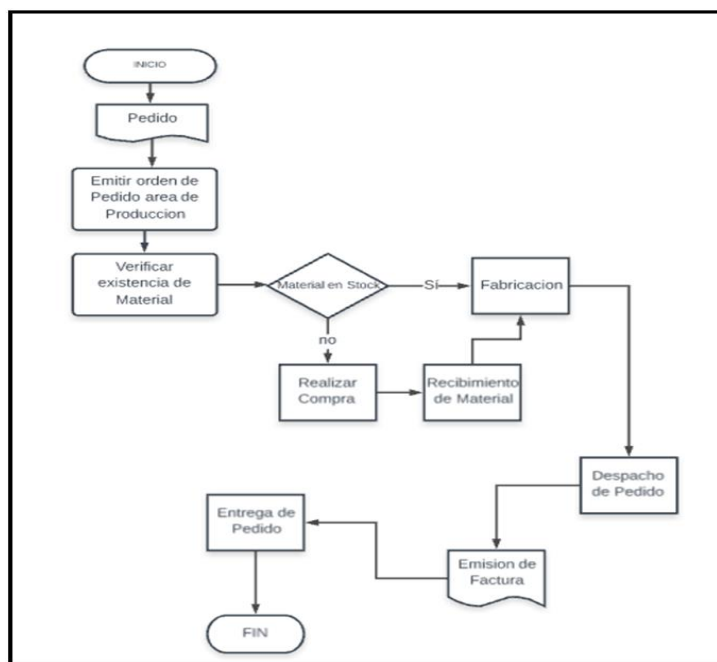 INICIO
Pedido
Emitir orden de
Pedido area de
Produccion
Verificar
existencia de
Material
Material en Stock
Sí
Fabricacion
no
Realizar
Compra
Recibimiento
de Material
Despacho
de Pedido
Emision de
Factura
Entrega de
Pedido
FIN